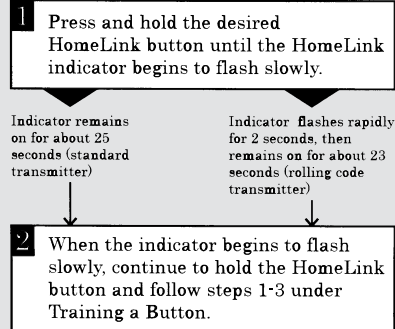 1
Press and hold the desired
HomeLink button until the HomeLink
indicator begins to flash slowly.
Indicator remains
on for about 25
seconds (standard
transmitter)
Indicator flashes rapidly
for 2 seconds, then
remains on for about 23
seconds (rolling code
transmitter)
2
When the indicator begins to flash
slowly, continue to hold the HomeLink
button and follow steps 1-3 under
Training a Button.